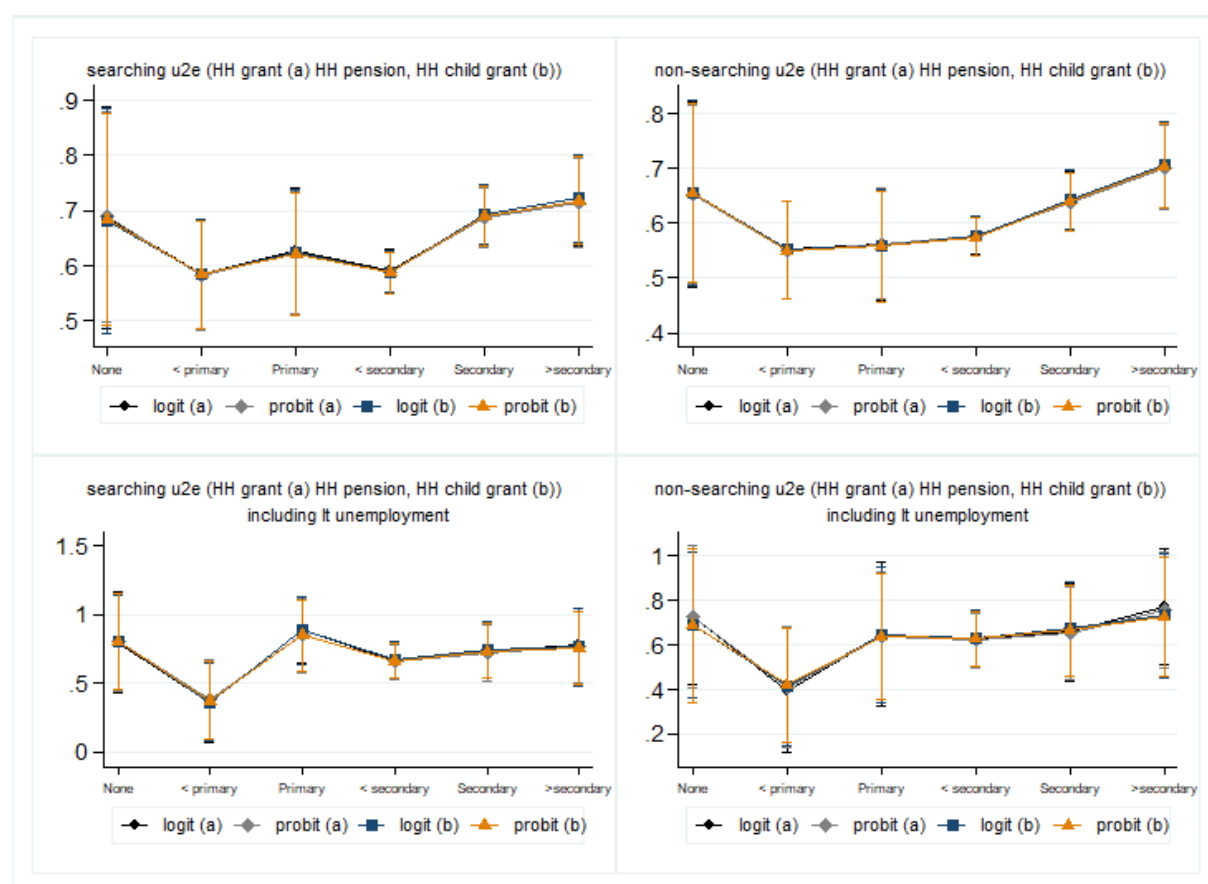 searching u2e (HH grant (a) HH pension, HH child grant (b))
.9
.8
.7
.6
.5
None < primary Primary < secondary Secondary >secondary
logit (a) probit (a) logit (b) probit (b)
non-searching u2e (HH grant (a) HH pension, HH child grant (b))
.8
.7
.6
.5
.4
None < primary Primary < secondary Secondary >secondary
logit (a) probit (a) logit (b) probit (b)
searching u2e (HH grant (a) HH pension, HH child grant (b))
including lt unemployment
1.5
1
.5
0
None < primary Primary < secondary Secondary >secondary
logit (a) probit (a) logit (b) probit (b)
non-searching u2e (HH grant (a) HH pension, HH child grant (b))
including lt unemployment
1
.8
.6
.4
.2
None < primary Primary < secondary Secondary >secondary
logit (a) probit (a) logit (b) probit (b)